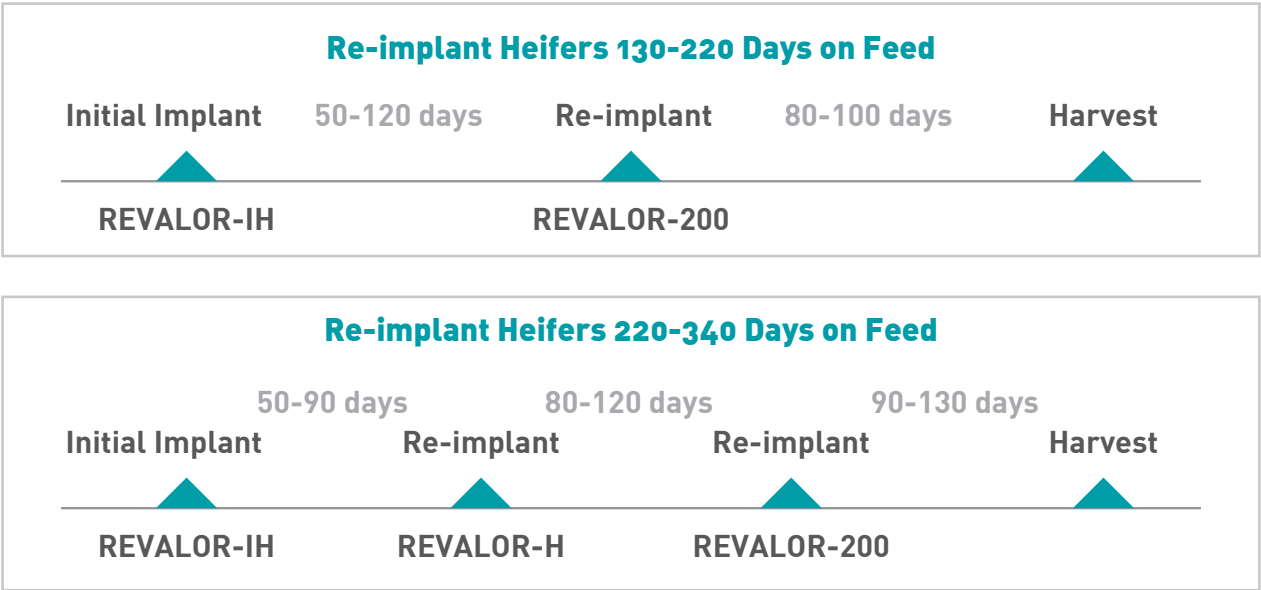 Re-implant Heifers 130-220 Days on Feed
Initial Implant 50-120 days Re-implant 80-100 days Harvest
REVALOR-IH REVALOR-200
Re-implant Heifers 220-340 Days on Feed
50-90 days 80-120 days 90-130 days
Initial Implant Re-implant Re-implant Harvest
REVALOR-IH REVALOR-H REVALOR-200